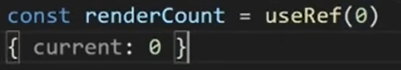 const renderCount = useRef(0)
{ current: 0 }